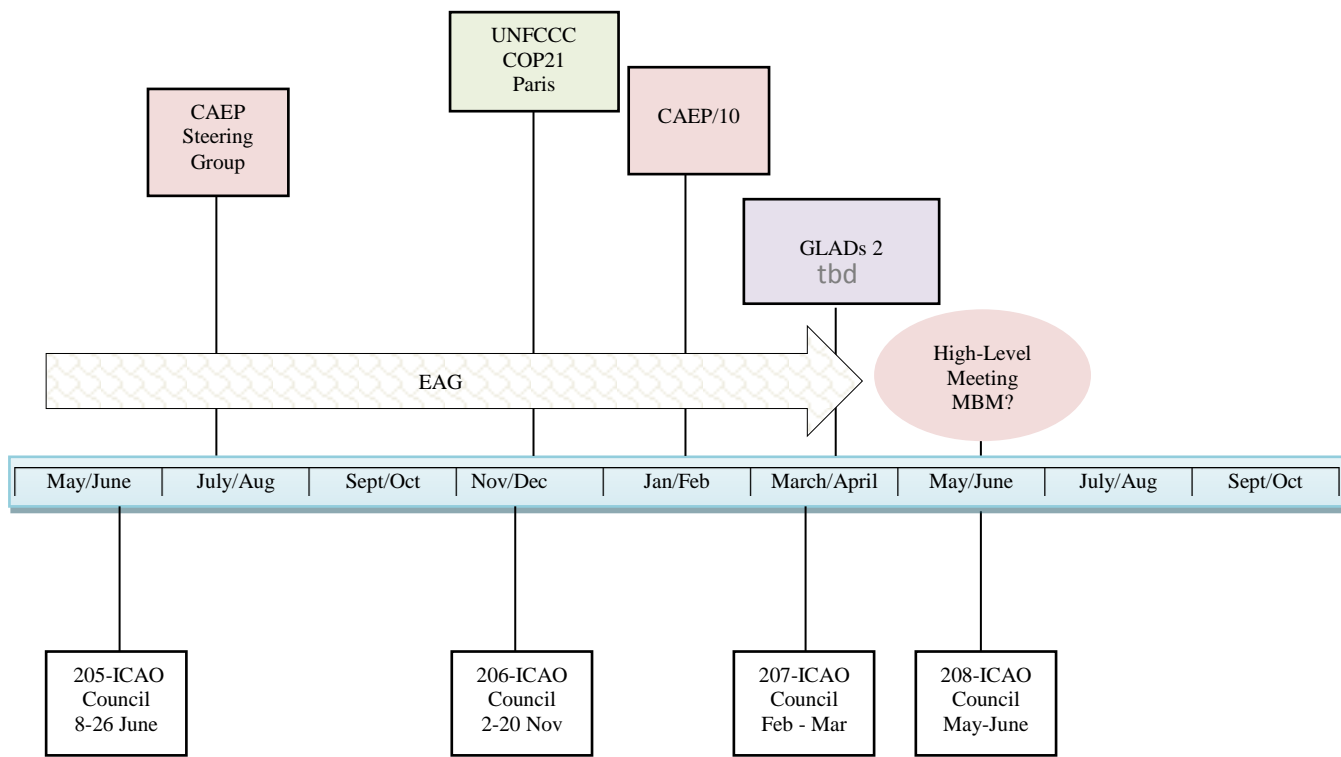 UNFCCC
COP21
Paris
CAEP
Steering
Group
CAEP/10
GLADs 2
tbd
EAG
High-Level
Meeting
MBM?
May/June
July/Aug
Sept/Oct
Nov/Dec
Jan/Feb
March/April
May/June
July/Aug
Sept/Oct
205-ICAO
Council
8-26 June
206-ICAO
Council
2-20 Nov
207-ICAO
Council
Feb - Mar
208-ICAO
Council
May-June